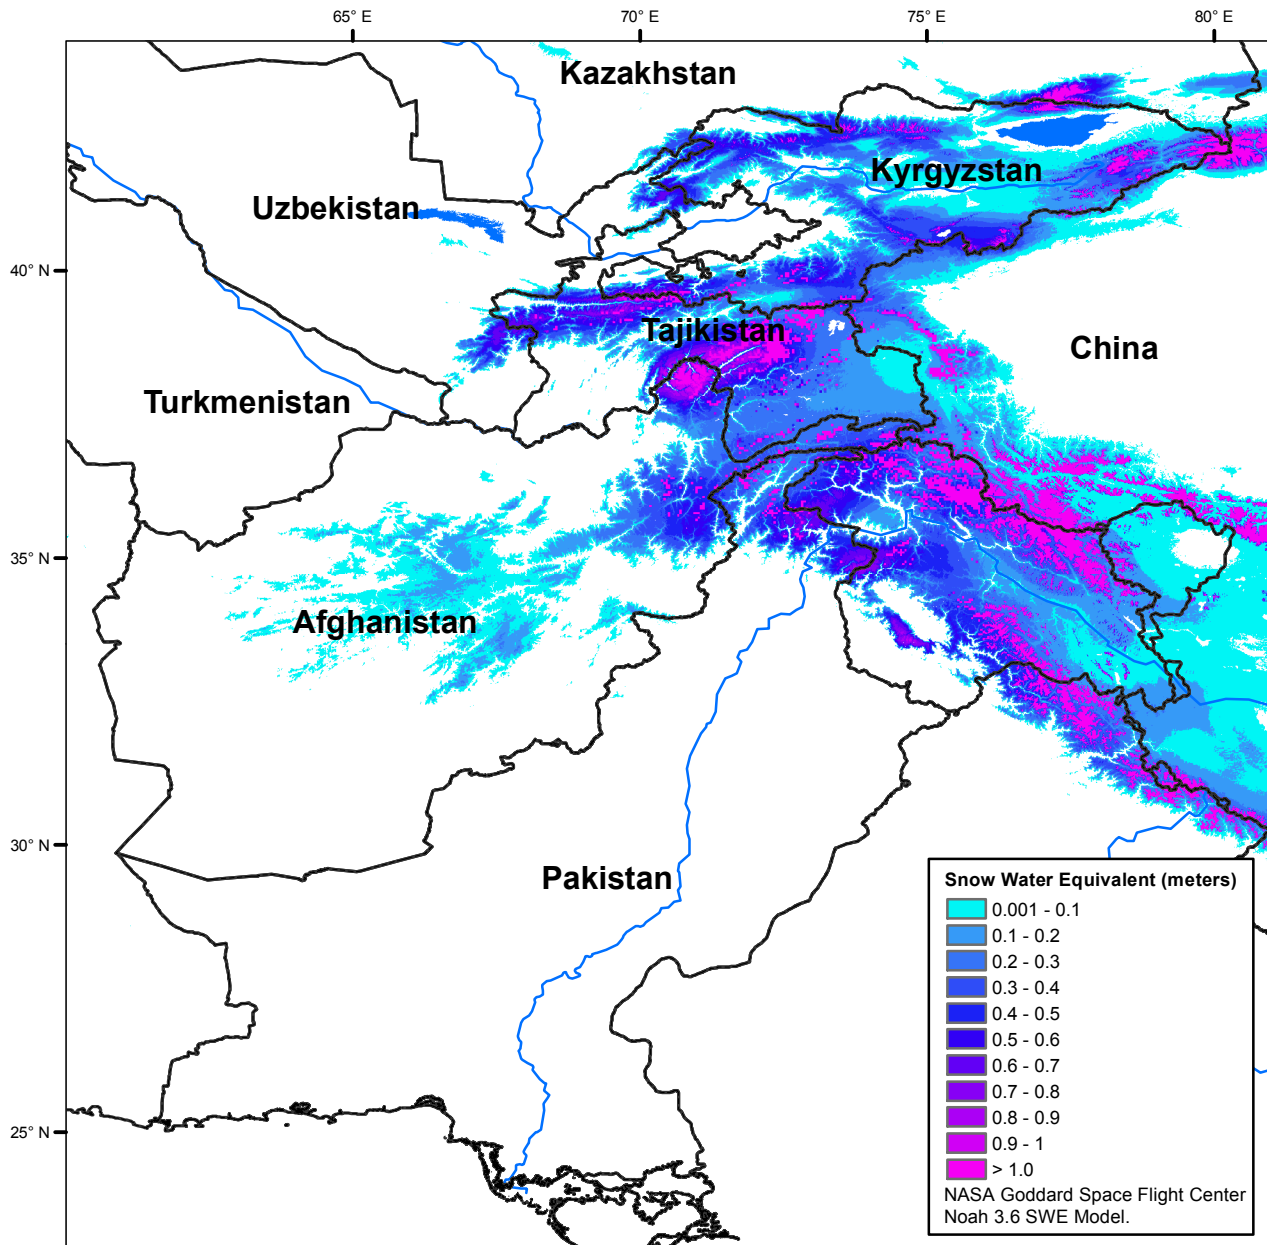 65° E
70° E
75° E
80° E
Kazakhstan
Kyrgyzstan
Uzbekistan
40° N
Tajikistan
China
Turkmenistan
35° N
Afghanistan
30° N
Pakistan
25° N
Snow Water Equivalent (meters)
0.001 - 0.1
0.1 - 0.2
0.2 - 0.3
0.3 - 0.4
0.4 - 0.5
0.5 - 0.6
0.6 - 0.7
0.7 - 0.8
0.8 - 0.9
0.9 - 1
> 1.0
NASA Goddard Space Flight Center
Noah 3.6 SWE Model.